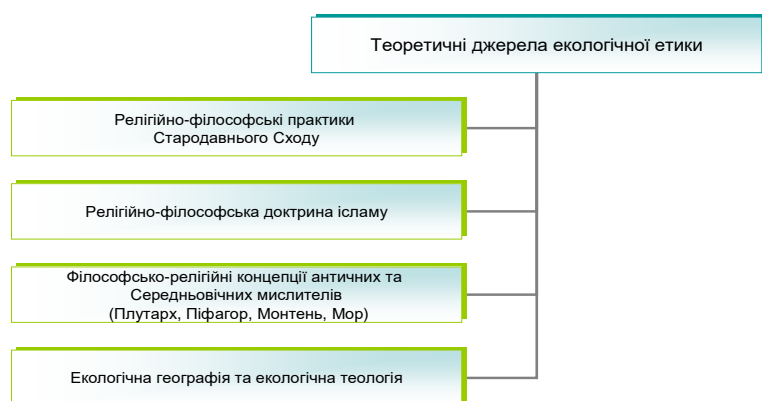 Теоретичні джерела екологічної етики
Релігійно-філософські практики
Стародавнього Сходу
Релігійно-філософська доктрина ісламу
Філософсько-релігійні концепції античних та
Середньовічних мислителів
(Плутарх, Піфагор, Монтень, Мор)
Екологічна географія та екологічна теологія